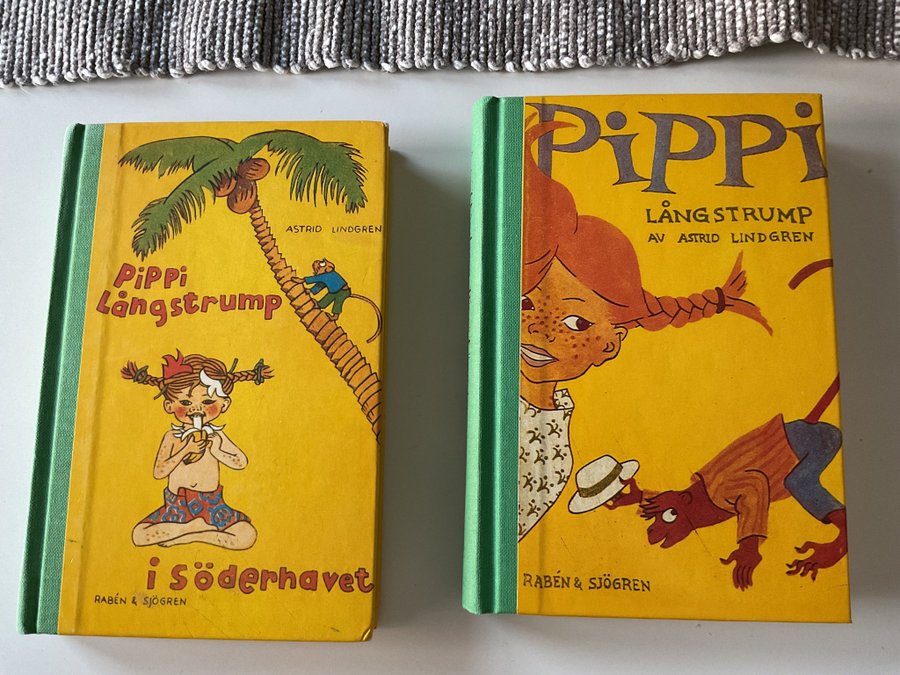 ASTRID LINDGREN
Pippi
Långstrump
i Söderhavet
RABÉN & SJÖGREN
Pippi
LÅNGSTRUMP
AV ASTRID LINDGREN
RABÉN & SJÖGREN